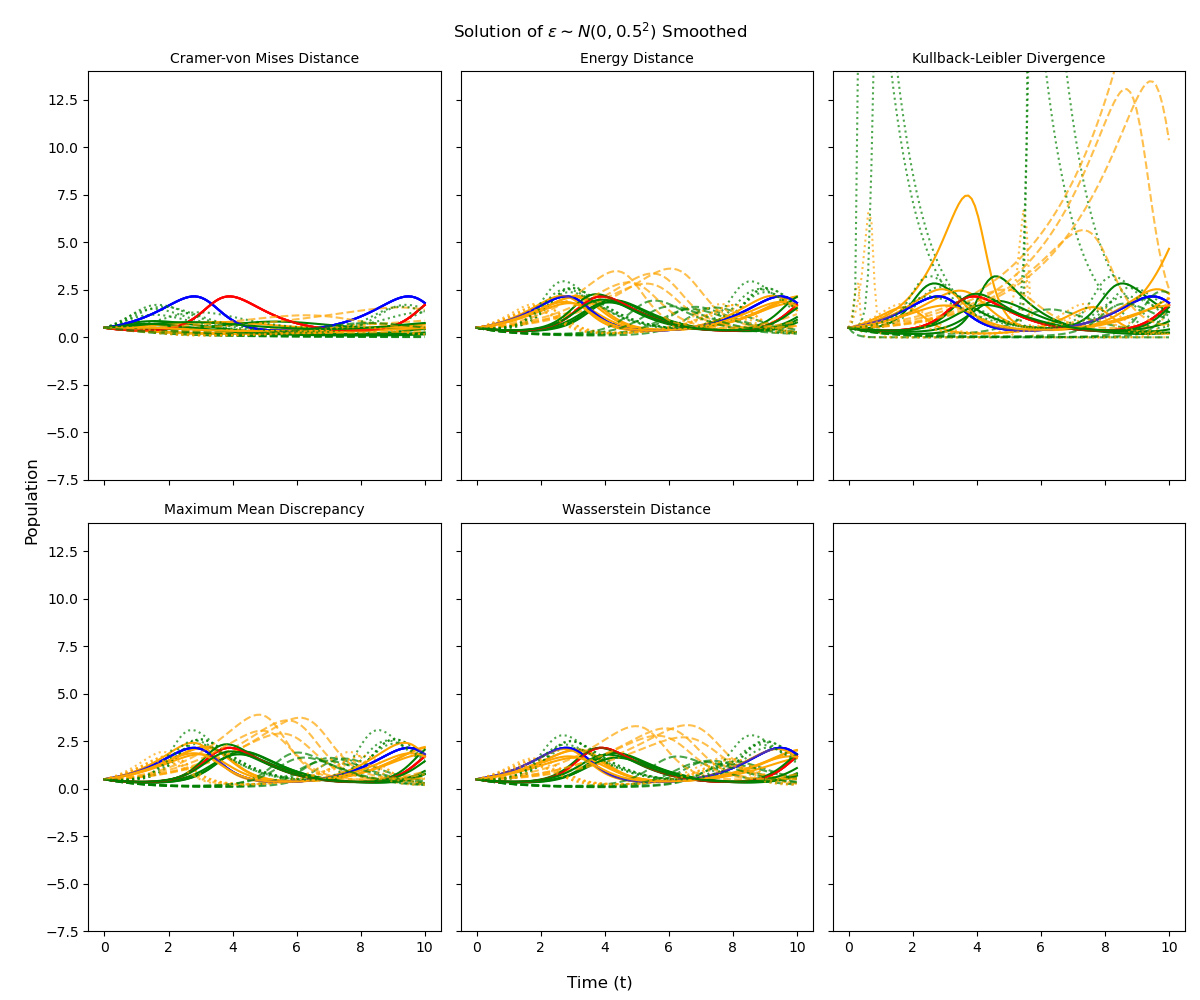 Solution of ε ~ N(0, 0.5²) Smoothed
Cramer-von Mises Distance
Energy Distance
Kullback-Leibler Divergence
12.5
10.0
7.5
5.0
2.5
0.0
−2.5
−5.0
−7.5
Population
Maximum Mean Discrepancy
Wasserstein Distance
12.5
10.0
7.5
5.0
2.5
0.0
−2.5
−5.0
−7.5
0 2 4 6 8 10
0 2 4 6 8 10
0 2 4 6 8 10
Time (t)